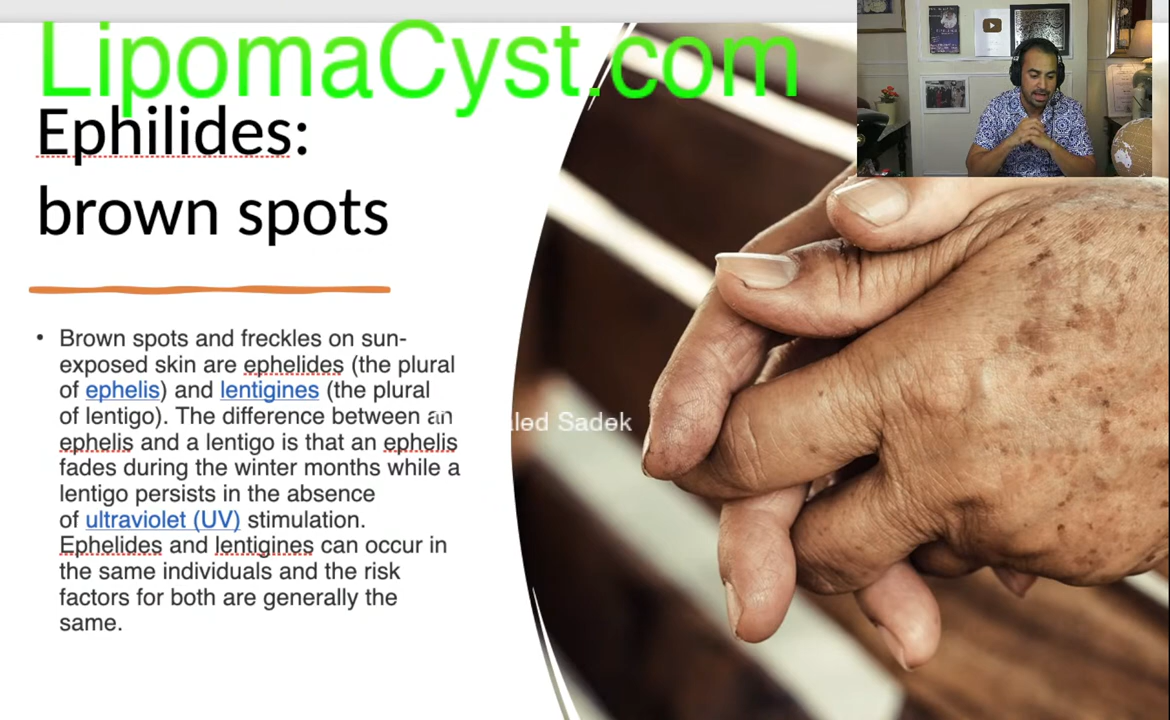 LipomaCyst.com
Ephilides:
brown spots
• Brown spots and freckles on sun-
exposed skin are ephelides (the plural
of ephelis) and lentigines (the plural
of lentigo). The difference between an
ephelis and a lentigo is that an ephelis
fades during the winter months while a
lentigo persists in the absence
of ultraviolet (UV) stimulation.
Ephelides and lentigines can occur in
the same individuals and the risk
factors for both are generally the
same.
Sadek